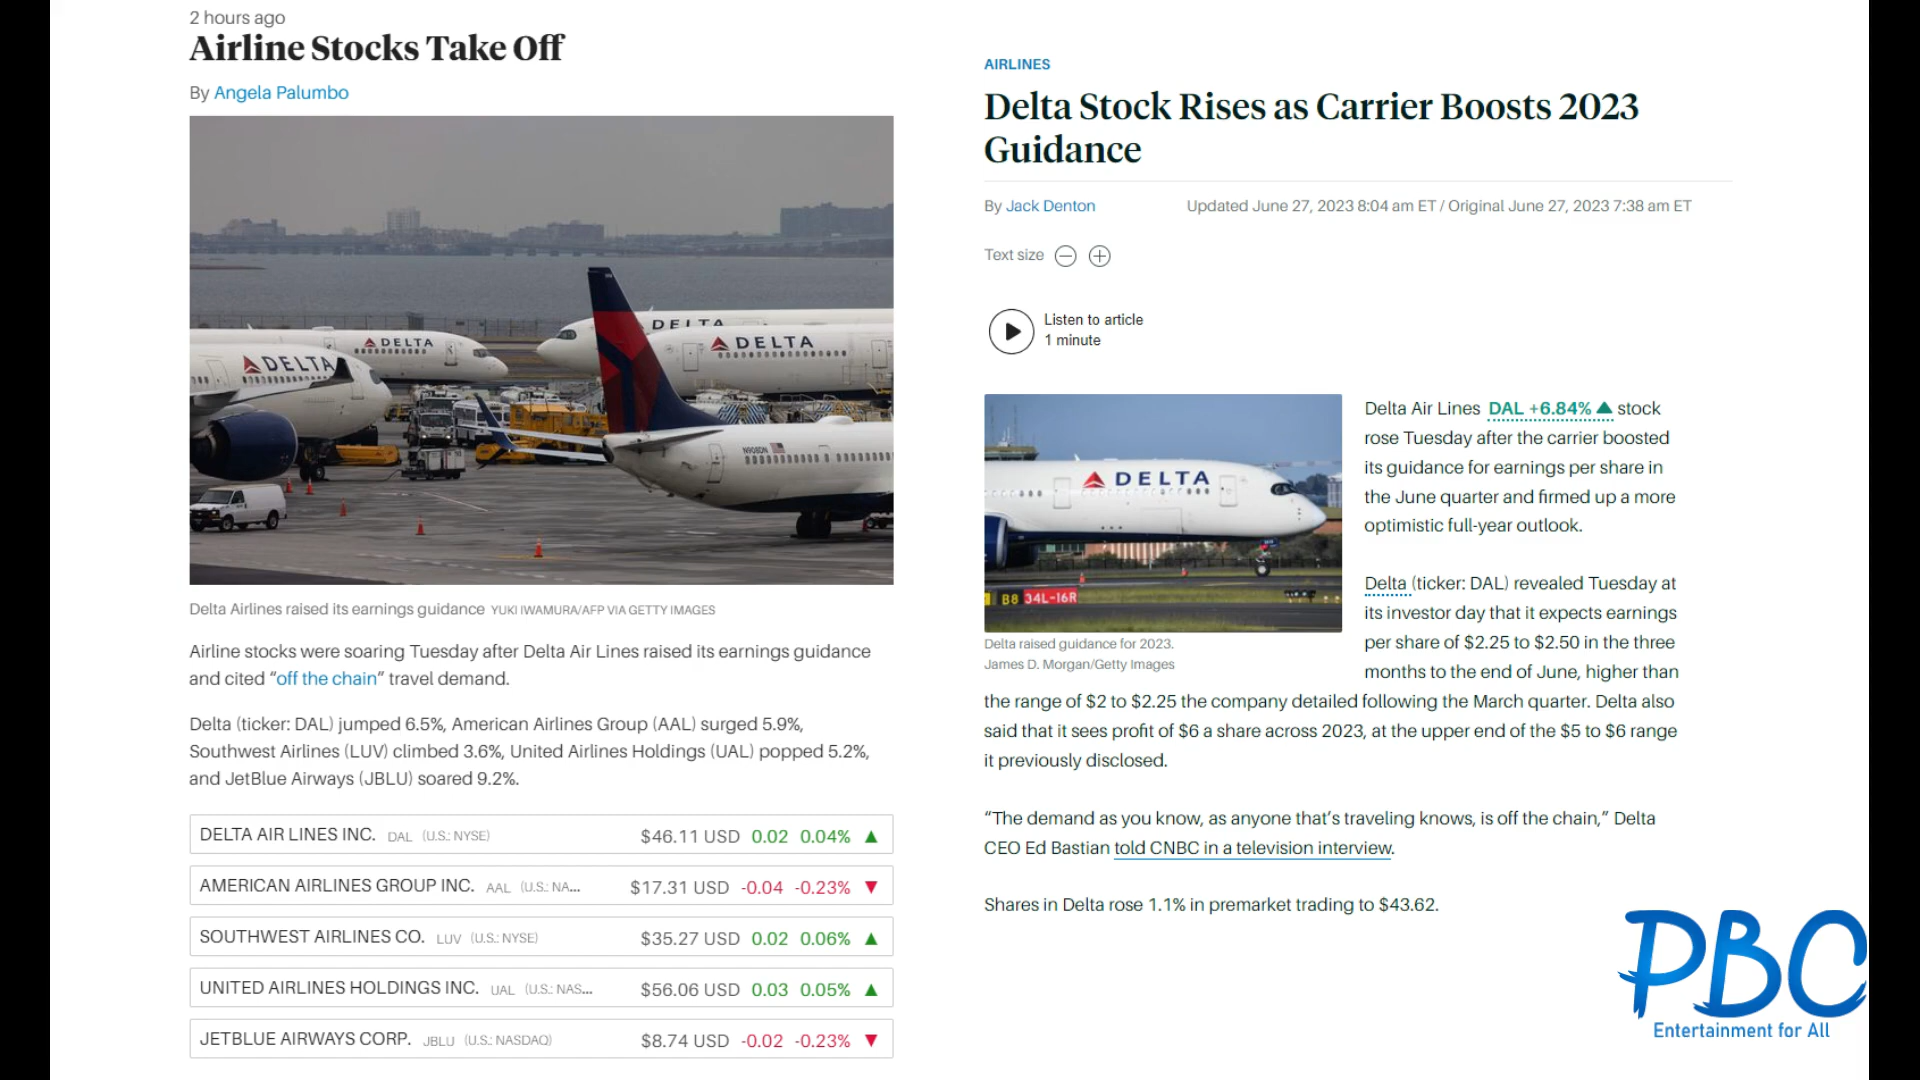 2 hours ago
Airline Stocks Take Off
By Angela Palumbo
DELTA
DELTA
DELTA
DELTA
N908DN
Delta Airlines raised its earnings guidance YUKI IWAMURA/AFP VIA GETTY IMAGES
Airline stocks were soaring Tuesday after Delta Air Lines raised its earnings guidance
and cited “off the chain” travel demand.
Delta (ticker: DAL) jumped 6.5%, American Airlines Group (AAL) surged 5.9%,
Southwest Airlines (LUV) climbed 3.6%, United Airlines Holdings (UAL) popped 5.2%,
and JetBlue Airways (JBLU) soared 9.2%.
DELTA AIR LINES INC. DAL (U.S.: NYSE) $46.11 USD 0.02 0.04% ▲
AMERICAN AIRLINES GROUP INC. AAL (U.S.: NA... $17.31 USD -0.04 -0.23% ▼
SOUTHWEST AIRLINES CO. LUV (U.S.: NYSE) $35.27 USD 0.02 0.06% ▲
UNITED AIRLINES HOLDINGS INC. UAL (U.S.: NAS... $56.06 USD 0.03 0.05% ▲
JETBLUE AIRWAYS CORP. JBLU (U.S.: NASDAQ) $8.74 USD -0.02 -0.23% ▼
AIRLINES
Delta Stock Rises as Carrier Boosts 2023
Guidance
By Jack Denton Updated June 27, 2023 8:04 am ET / Original June 27, 2023 7:38 am ET
Text size
Listen to article
1 minute
DELTA
B8 34L-16R
Delta raised guidance for 2023.
James D. Morgan/Getty Images
Delta Air Lines DAL +6.84% ▲ stock
rose Tuesday after the carrier boosted
its guidance for earnings per share in
the June quarter and firmed up a more
optimistic full-year outlook.
Delta (ticker: DAL) revealed Tuesday at
its investor day that it expects earnings
per share of $2.25 to $2.50 in the three
months to the end of June, higher than
the range of $2 to $2.25 the company detailed following the March quarter. Delta also
said that it sees profit of $6 a share across 2023, at the upper end of the $5 to $6 range
it previously disclosed.
“The demand as you know, as anyone that’s traveling knows, is off the chain,” Delta
CEO Ed Bastian told CNBC in a television interview.
Shares in Delta rose 1.1% in premarket trading to $43.62.
PBC
Entertainment for All